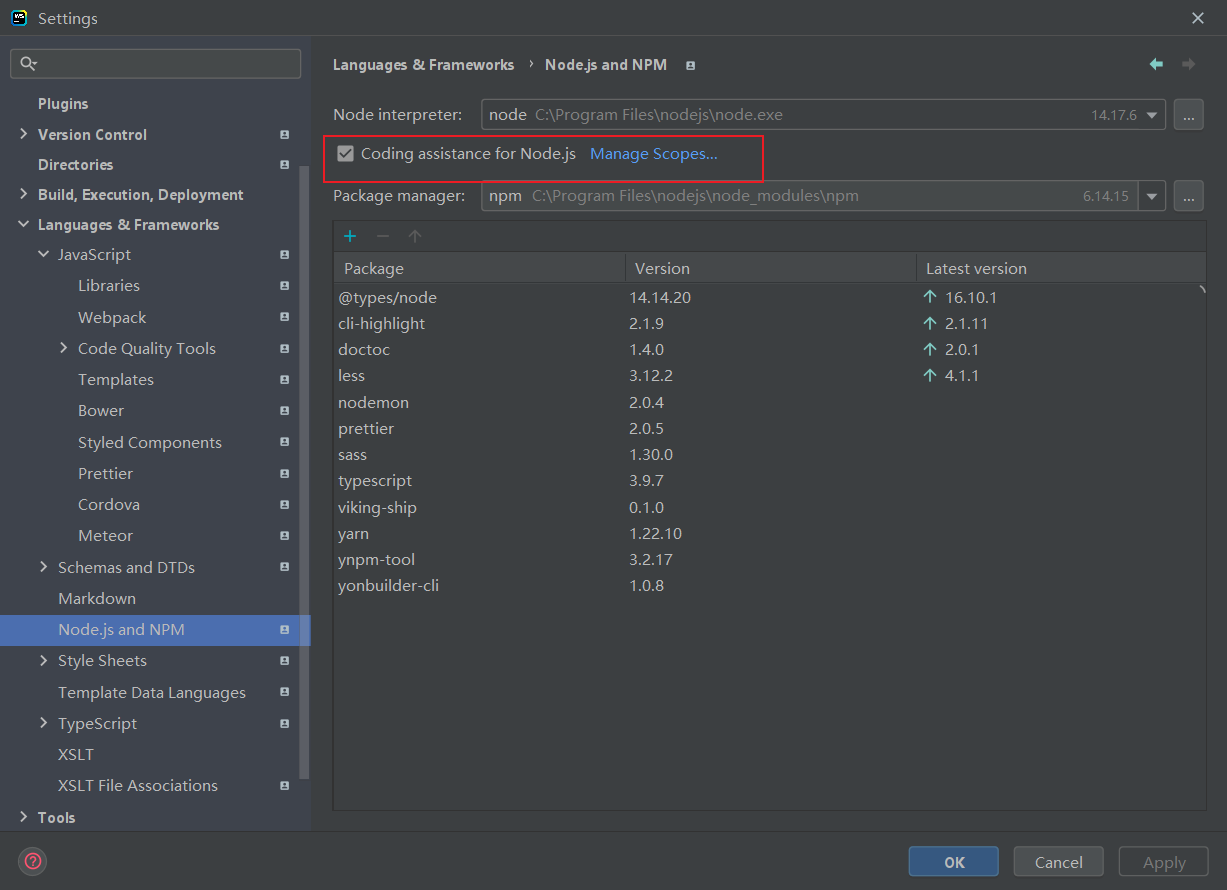 Settings
Plugins
Version Control
Directories
Build, Execution, Deployment
Languages & Frameworks
JavaScript
Libraries
Webpack
Code Quality Tools
Templates
Bower
Styled Components
Prettier
Cordova
Meteor
Schemas and DTDs
Markdown
Node.js and NPM
Style Sheets
Template Data Languages
TypeScript
XSLT
XSLT File Associations
Tools
Languages & Frameworks › Node.js and NPM
Node interpreter: node C:\Program Files\nodejs\node.exe 14.17.6 ...
Coding assistance for Node.js Manage Scopes...
Package manager: npm C:\Program Files\nodejs\node_modules\npm 6.14.15 ...
Package Version Latest version
@types/node 14.14.20 16.10.1
cli-highlight 2.1.9 2.1.11
doctoc 1.4.0 2.0.1
less 3.12.2 4.1.1
nodemon 2.0.4
prettier 2.0.5
sass 1.30.0
typescript 3.9.7
viking-ship 0.1.0
yarn 1.22.10
ynpm-tool 3.2.17
yonbuilder-cli 1.0.8
OK Cancel Apply